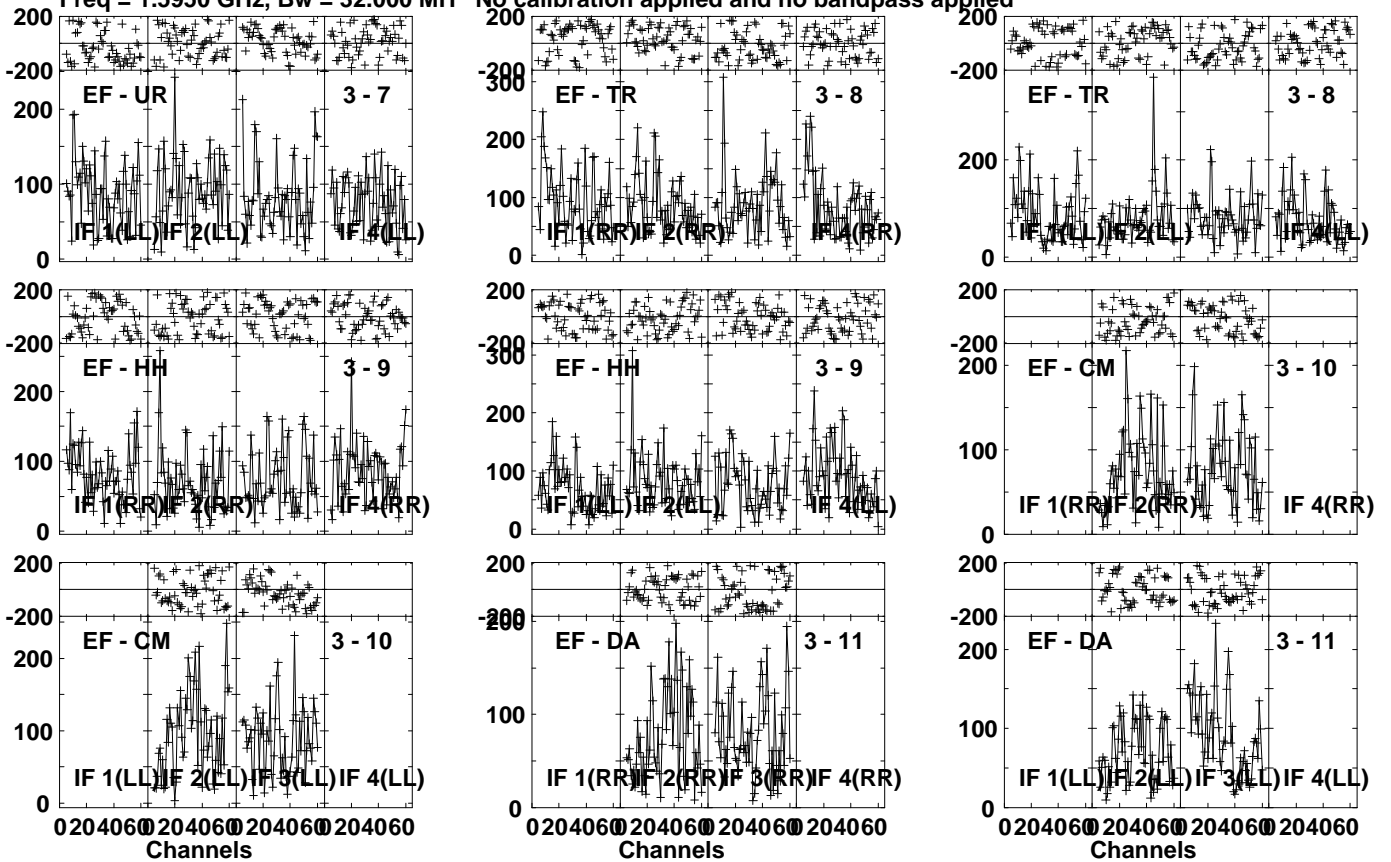 Freq = 1.5950 GHz, Bw = 32.000 MH No calibration applied and no bandpass applied
200
-200
EF - UR 3 - 7
200
100
0
IF 1(LL) IF 2(LL) IF 4(LL)
200
-200
300
EF - TR 3 - 8
200
100
0
IF 1(RR) IF 2(RR) IF 4(RR)
200
-200
EF - TR 3 - 8
200
100
0
IF 1(LL) IF 2(LL) IF 4(LL)
200
-200
EF - HH 3 - 9
200
100
0
IF 1(RR) IF 2(RR) IF 4(RR)
200
-200
300
EF - HH 3 - 9
200
100
0
IF 1(LL) IF 2(LL) IF 4(LL)
200
-200
EF - CM 3 - 10
200
100
0
IF 1(RR) IF 2(RR) IF 4(RR)
200
-200
EF - CM 3 - 10
200
100
0
IF 1(LL) IF 2(LL) IF 3(LL) IF 4(LL)
0 20 40 60 0 20 40 60 0 20 40 60 0 20 40 60
Channels
200
-200
200
EF - DA 3 - 11
100
0
IF 1(RR) IF 2(RR) IF 3(RR) IF 4(RR)
0 20 40 60 0 20 40 60 0 20 40 60 0 20 40 60
Channels
200
-200
EF - DA 3 - 11
200
100
0
IF 1(LL) IF 2(LL) IF 3(LL) IF 4(LL)
0 20 40 60 0 20 40 60 0 20 40 60 0 20 40 60
Channels